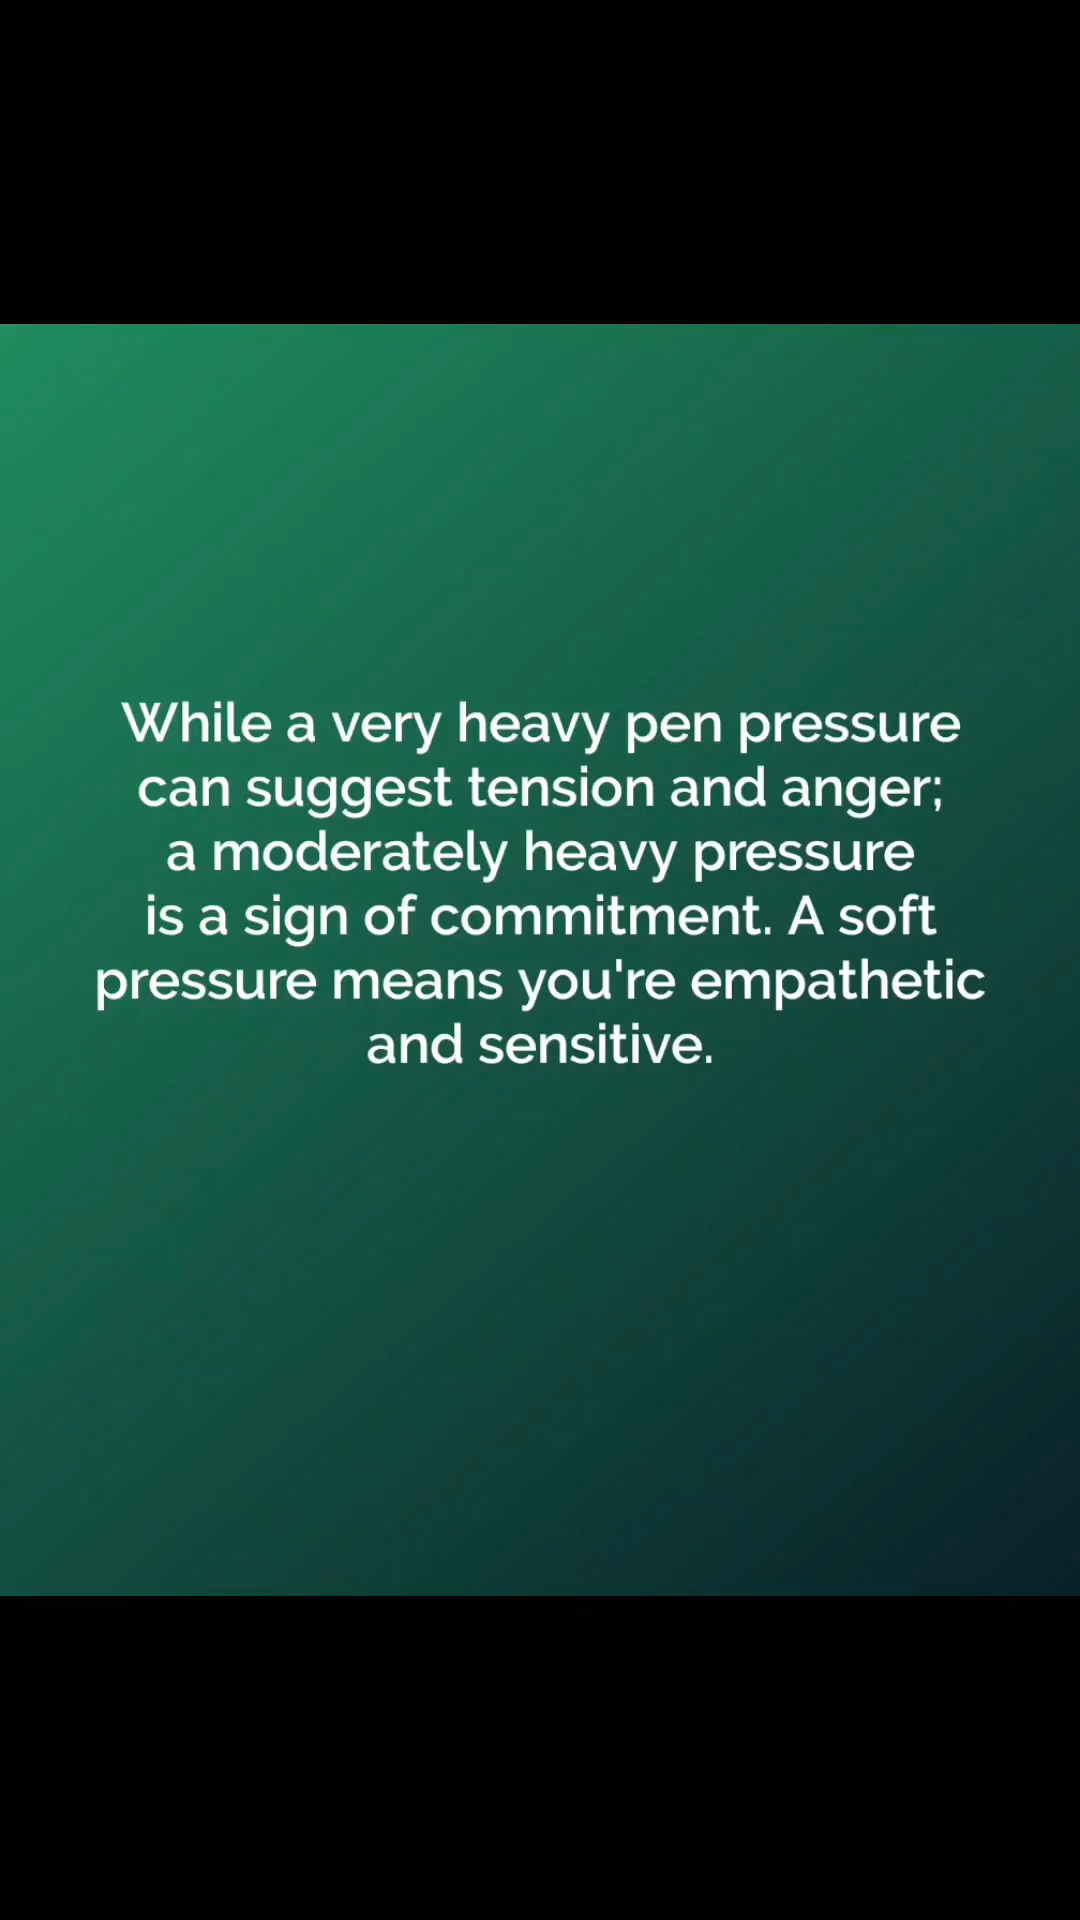 While a very heavy pen pressure
can suggest tension and anger;
a moderately heavy pressure
is a sign of commitment. A soft
pressure means you're empathetic
and sensitive.